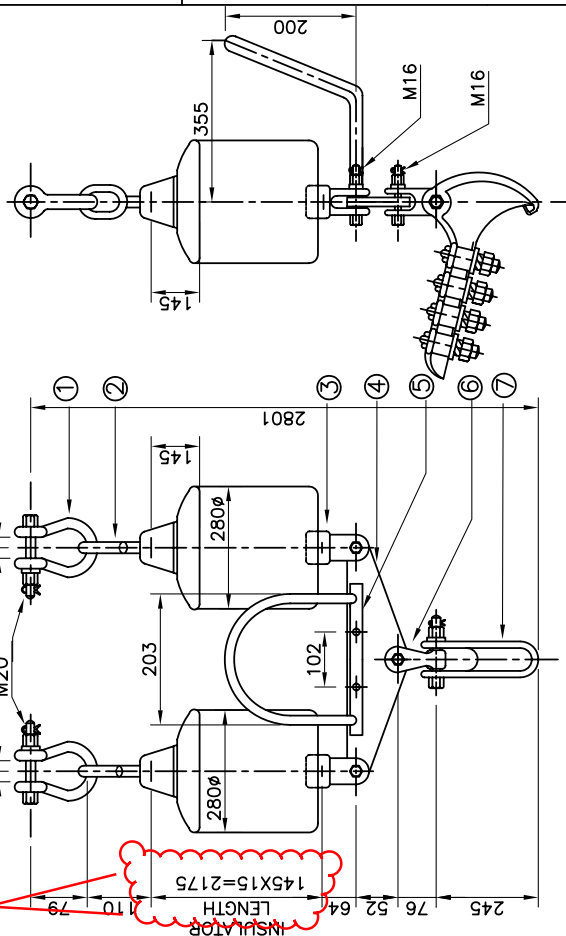 200
355
M16
M16
145
①
②
③
④
⑤
⑥
⑦
2801
145
280ø
203
102
M20
280ø
79
110
INSULATOR
LENGTH
145X15=2175
64
52
76
245